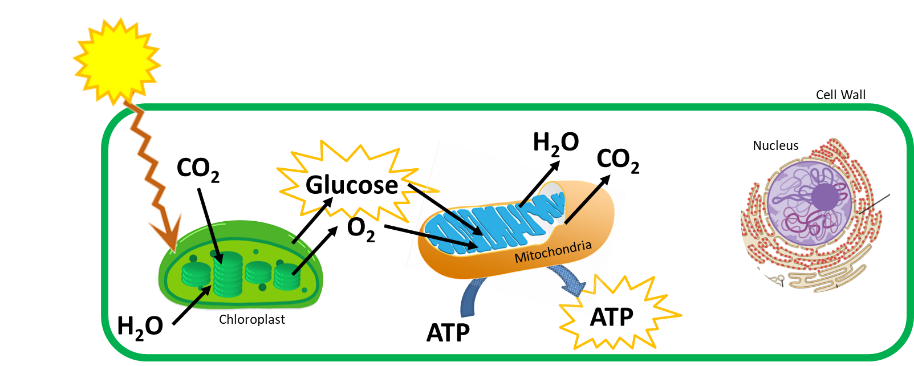 Cell Wall
Nucleus
H₂O
CO₂
CO₂
Glucose
O₂
Mitochondria
H₂O
Chloroplast
ATP
ATP